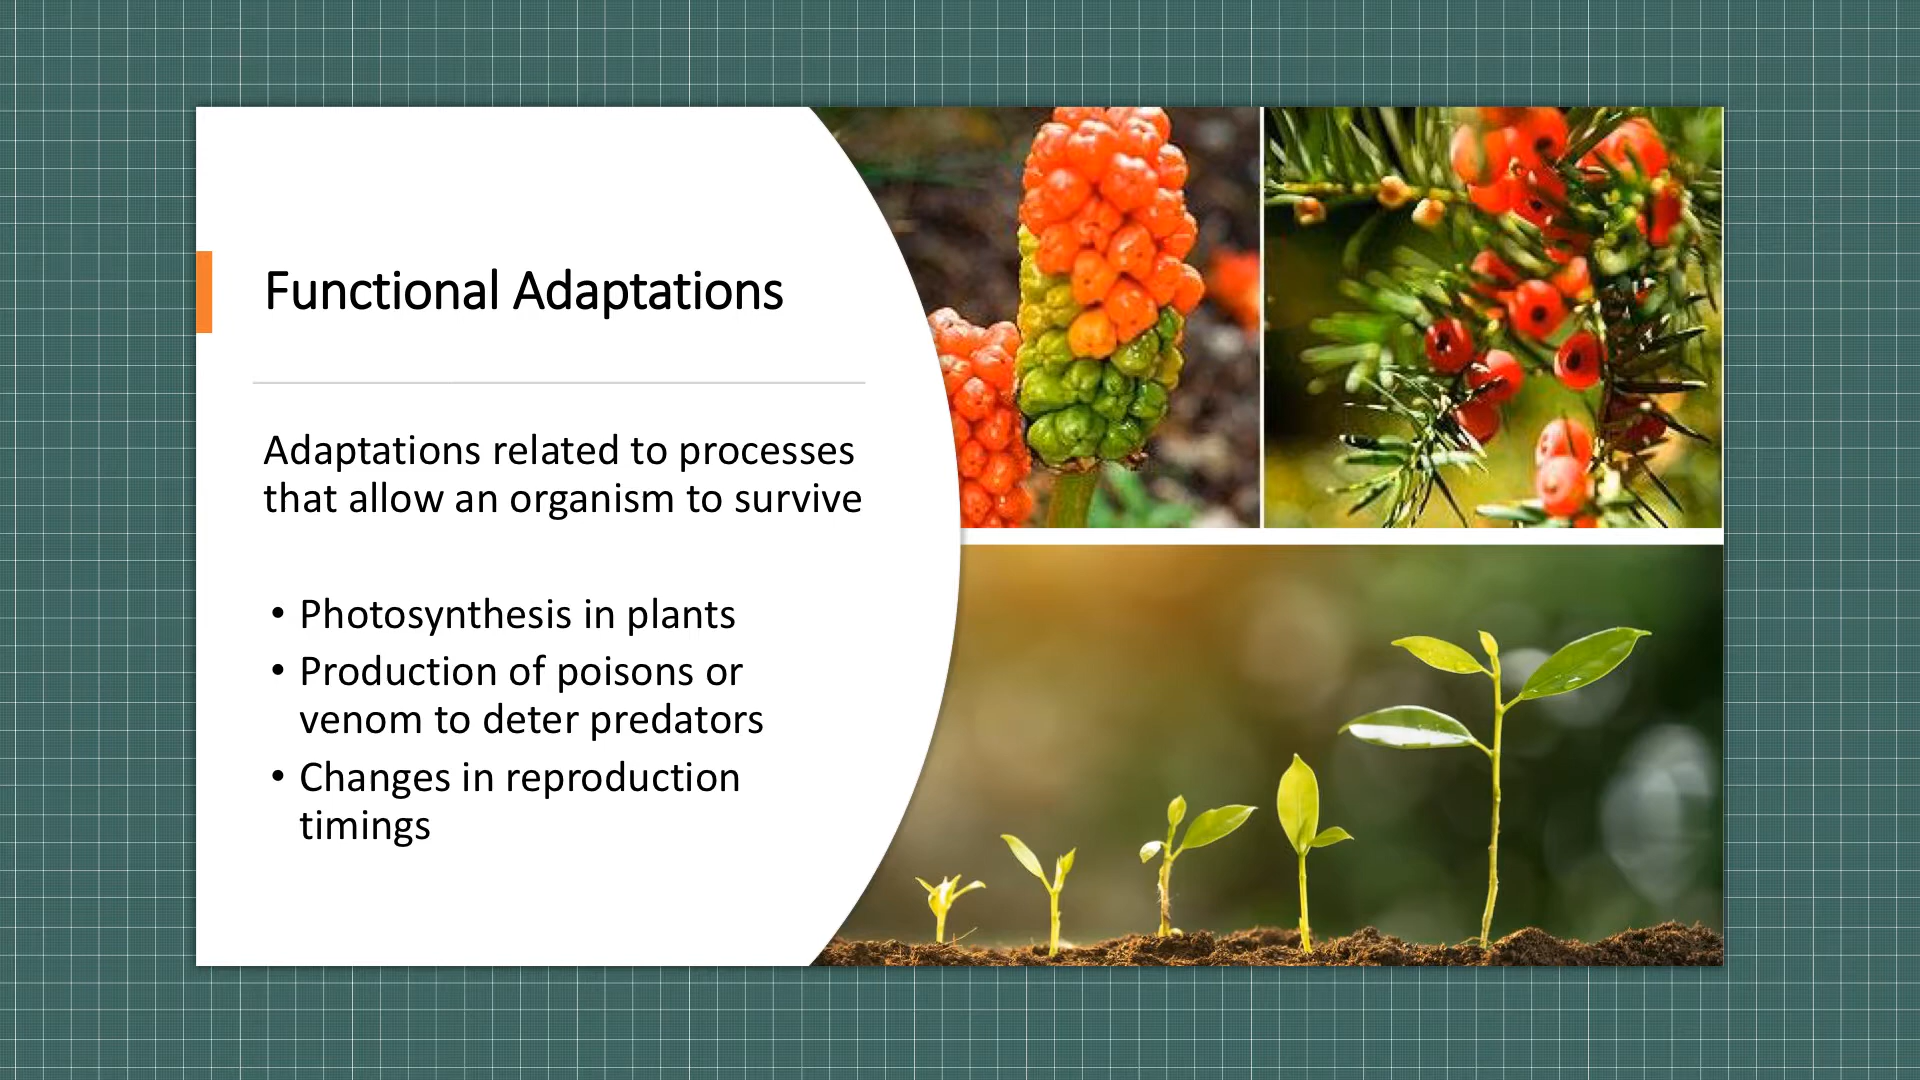 Functional Adaptations
Adaptations related to processes
that allow an organism to survive
• Photosynthesis in plants
• Production of poisons or
venom to deter predators
• Changes in reproduction
timings